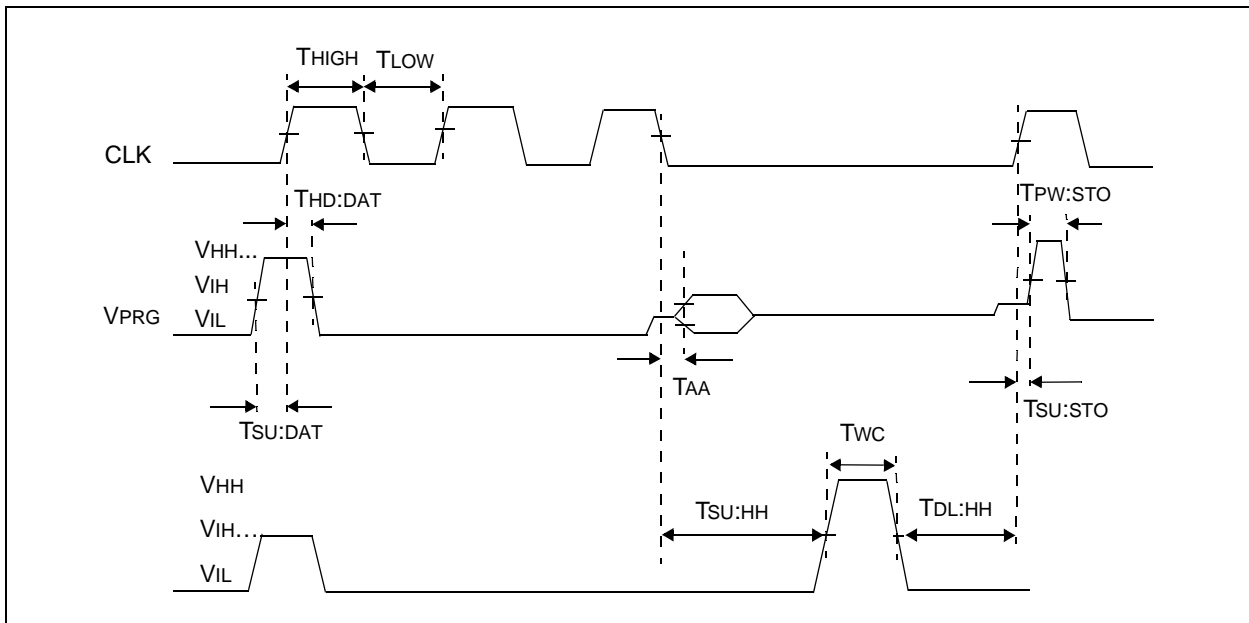 THIGH
TLOW
CLK
THD:DAT
TPW:STO
VHH...
VIH
VPRG
VIL
TAA
TSU:STO
TSU:DAT
TWC
VHH
TSU:HH
TDL:HH
VIH...
VIL